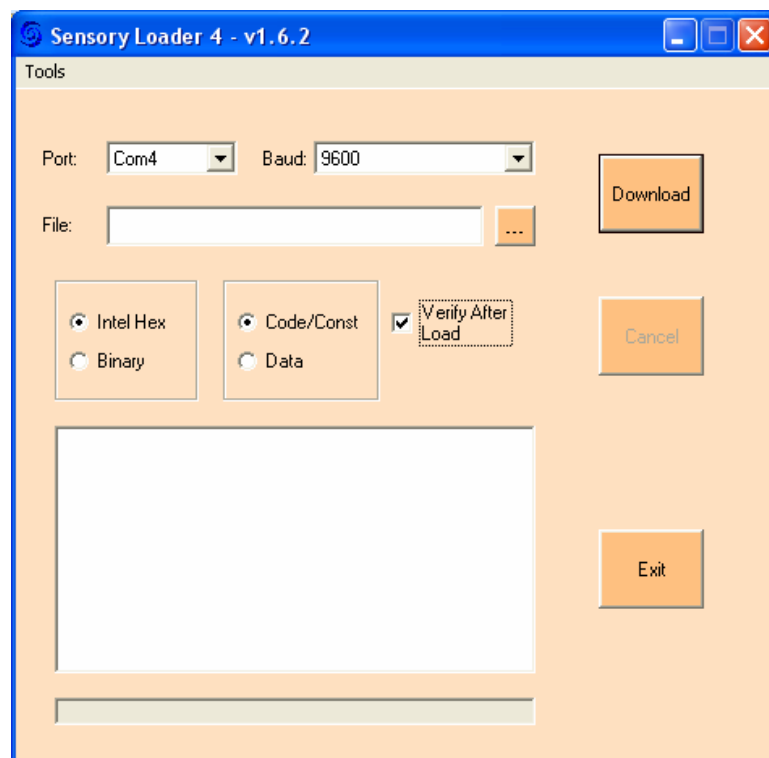 Sensory Loader 4 - v1.6.2
Tools
Port: Com4 Baud: 9600
Download
File: ...
Intel Hex Code/Const Verify After
Load
Cancel
Binary Data
Exit